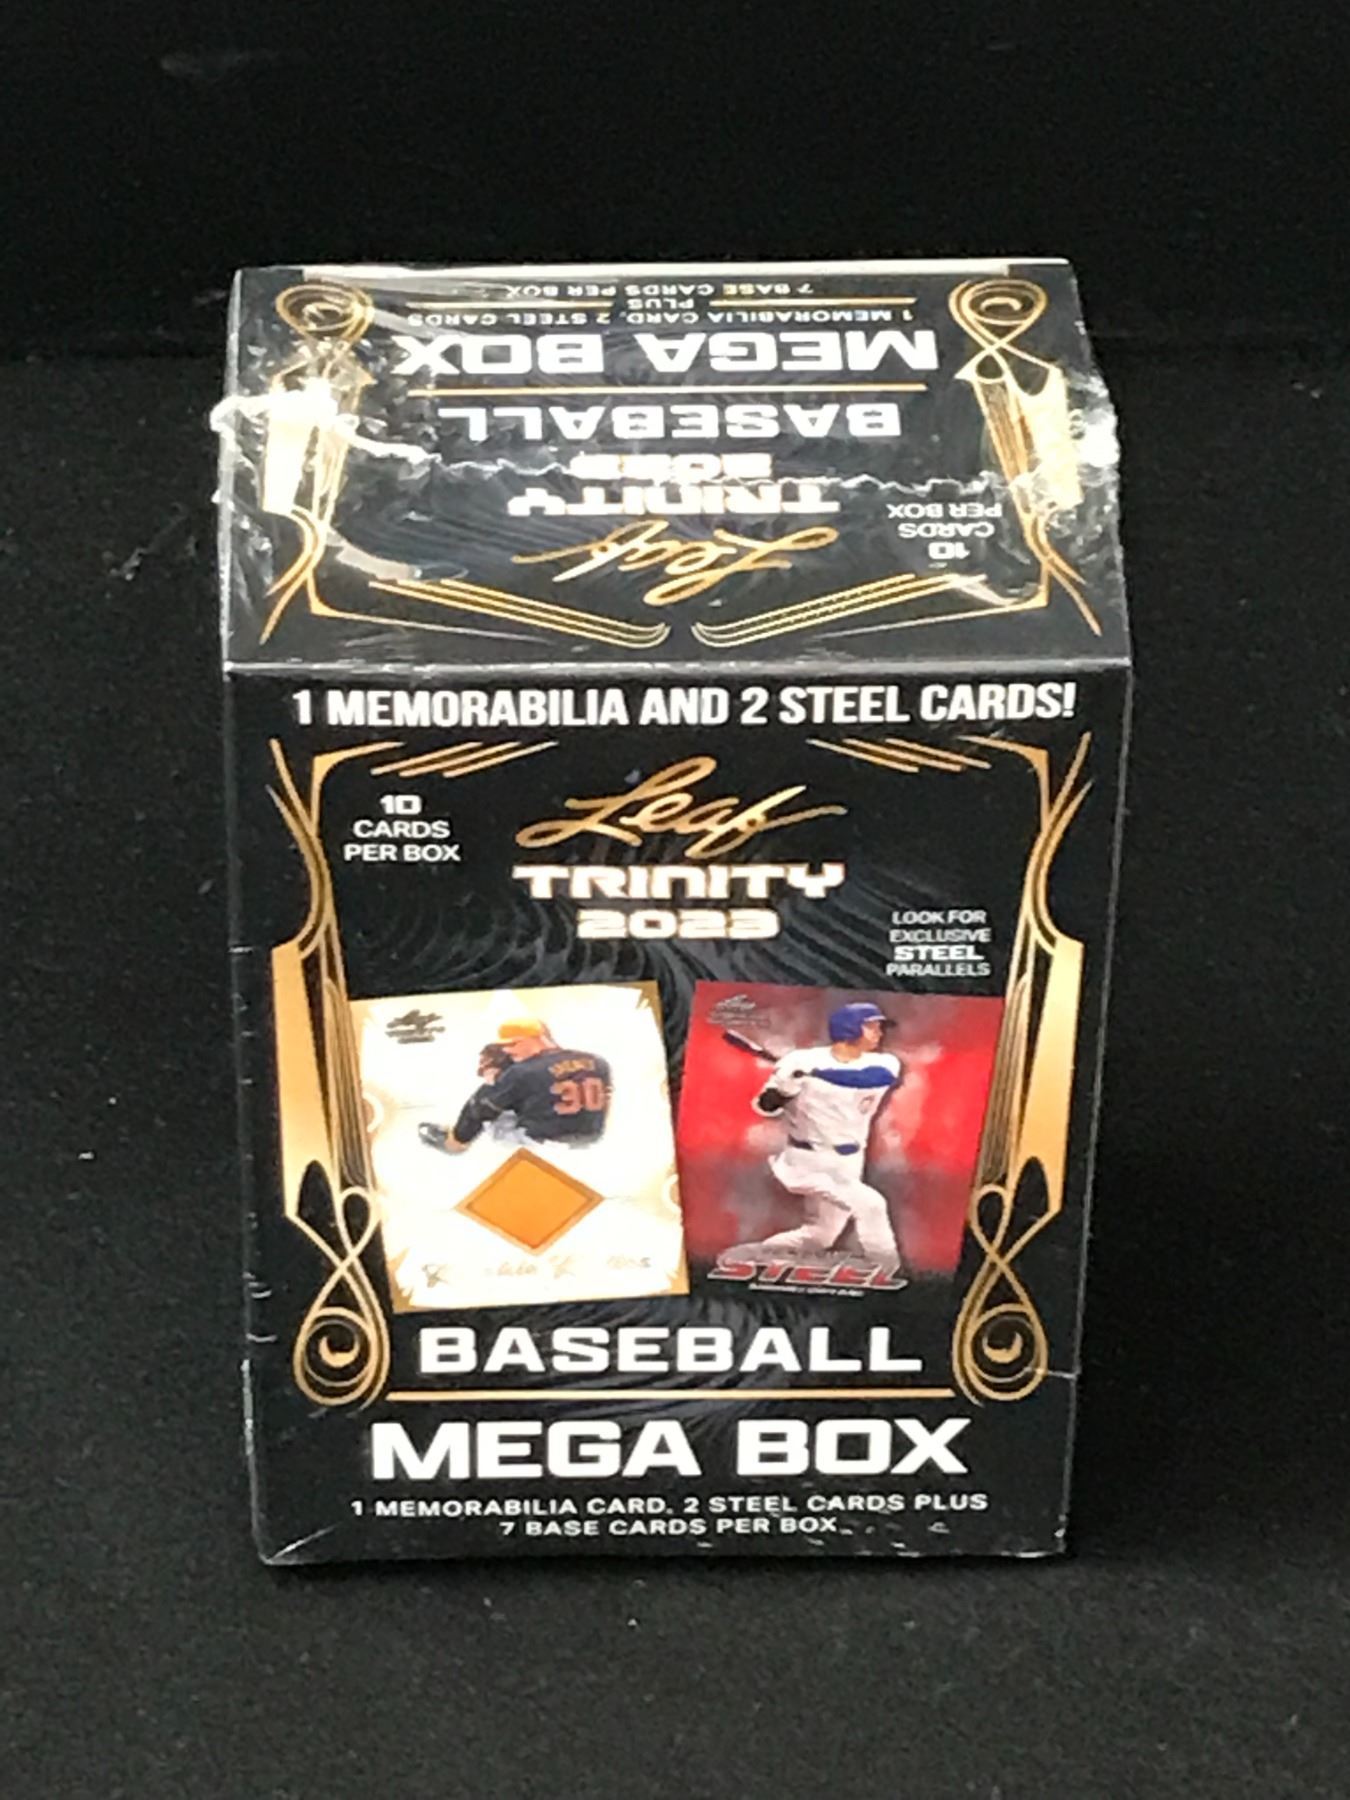 7 BASE CARDS PER BOX
PLUS
1 MEMORABILIA CARD, 2 STEEL CARDS
MEGA BOX
BASEBALL
2023
TRINITY
Leaf
10
CARDS
PER BOX
1 MEMORABILIA AND 2 STEEL CARDS!
10
CARDS
PER BOX
Leaf
TRINITY
2023
LOOK FOR
EXCLUSIVE
STEEL
PARALLELS
Leaf
30
Leaf
STEEL
BASEBALL
MEGA BOX
1 MEMORABILIA CARD, 2 STEEL CARDS PLUS
7 BASE CARDS PER BOX